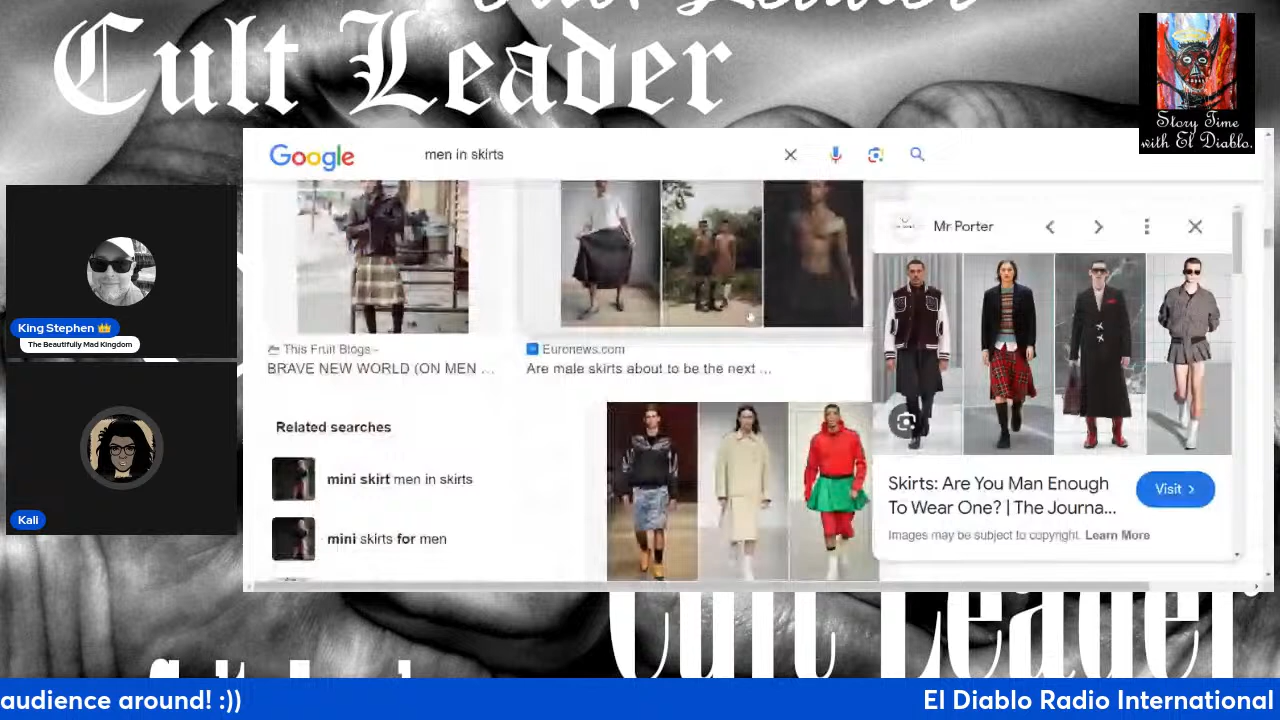 Cult Leader
Story Time
with El Diablo.
Google
men in skirts
Mr Porter
King Stephen
The Beautifully Mad Kingdom
This Fruit Blogs -
BRAVE NEW WORLD (ON MEN ...
Euronews.com
Are male skirts about to be the next ...
Related searches
mini skirt men in skirts
mini skirts for men
Skirts: Are You Man Enough
To Wear One? | The Journa...
Visit
Images may be subject to copyright. Learn More
Kali
Cult Leader
audience around! :))
El Diablo Radio International